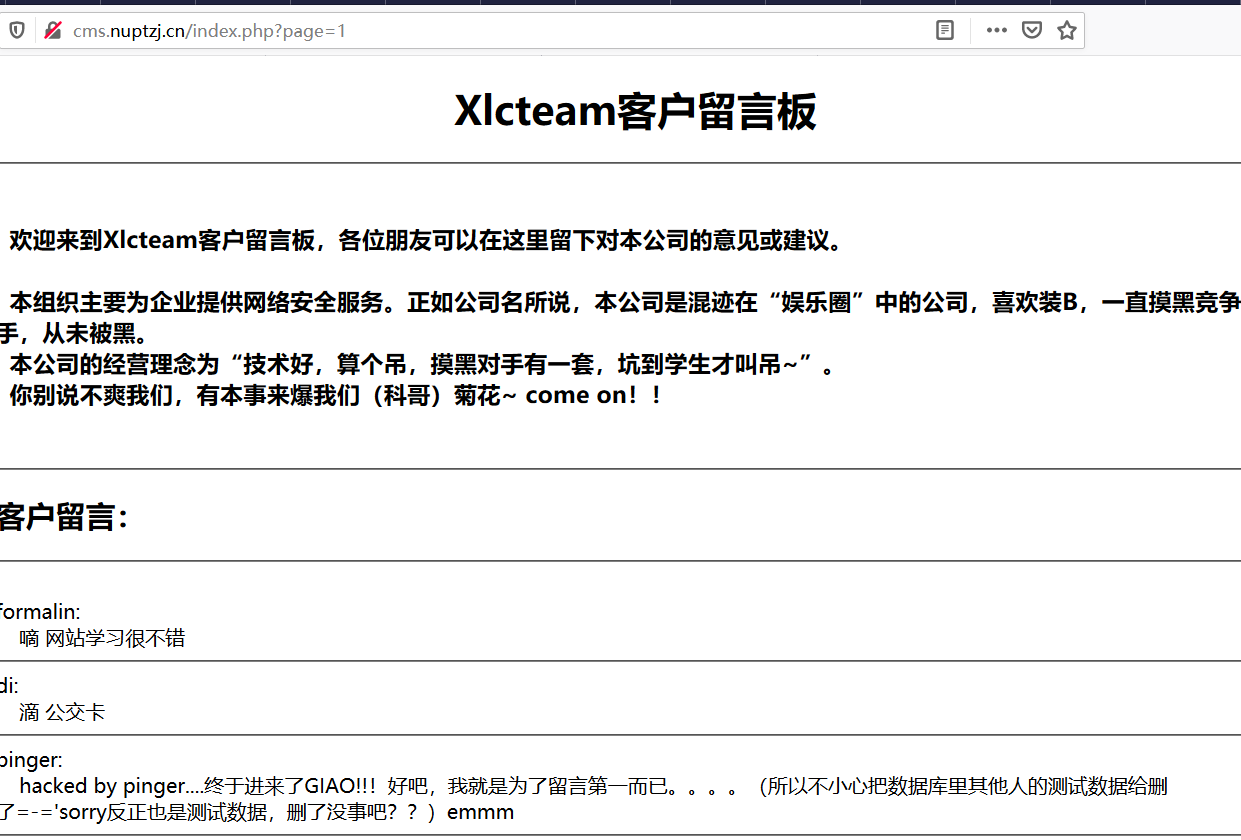 cms.nuptzj.cn/index.php?page=1
Xlcteam客户留言板
欢迎来到Xlcteam客户留言板，各位朋友可以在这里留下对本公司的意见或建议。
本组织主要为企业提供网络安全服务。正如公司名所说，本公司是混迹在“娱乐圈”中的公司，喜欢装B，一直摸黑竞争
手，从未被黑。
本公司的经营理念为“技术好，算个吊，摸黑对手有一套，坑到学生才叫吊~”。
你别说不爽我们，有本事来爆我们（科哥）菊花~ come on！！
客户留言：
formalin:
嘀 网站学习很不错
di:
滴 公交卡
pinger:
hacked by pinger....终于进来了GIAO!!！好吧，我就是为了留言第一而已。。。。（所以不小心把数据库里其他人的测试数据给删
了=-='sorry反正也是测试数据，删了没事吧？？）emmm